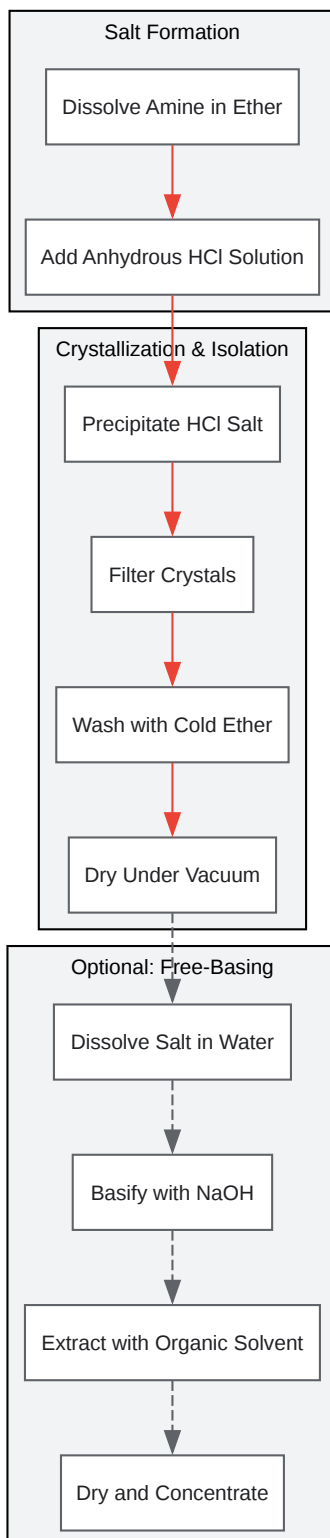 Salt Formation
Dissolve Amine in Ether
Add Anhydrous HCl Solution
Crystallization & Isolation
Precipitate HCl Salt
Filter Crystals
Wash with Cold Ether
Dry Under Vacuum
Optional: Free-Basing
Dissolve Salt in Water
Basify with NaOH
Extract with Organic Solvent
Dry and Concentrate